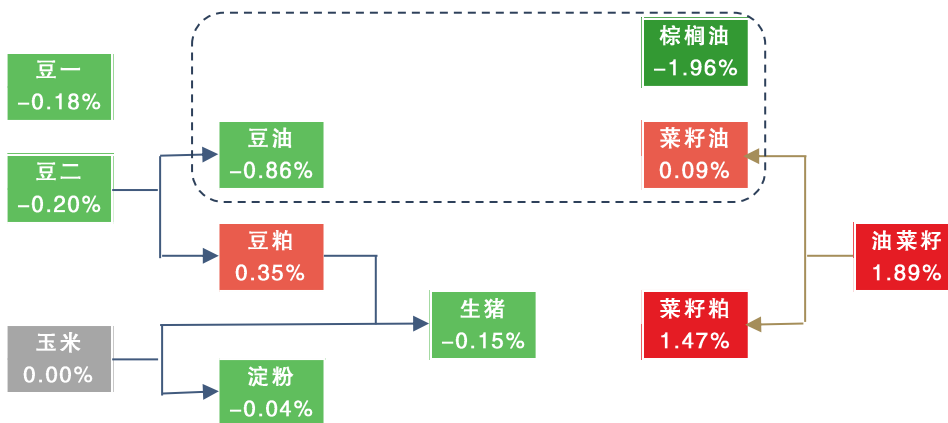 棕榈油
-1.96%
豆一
-0.18%
豆油
-0.86%
菜籽油
0.09%
豆二
-0.20%
豆粕
0.35%
油菜籽
1.89%
生猪
-0.15%
菜籽粕
1.47%
玉米
0.00%
淀粉
-0.04%